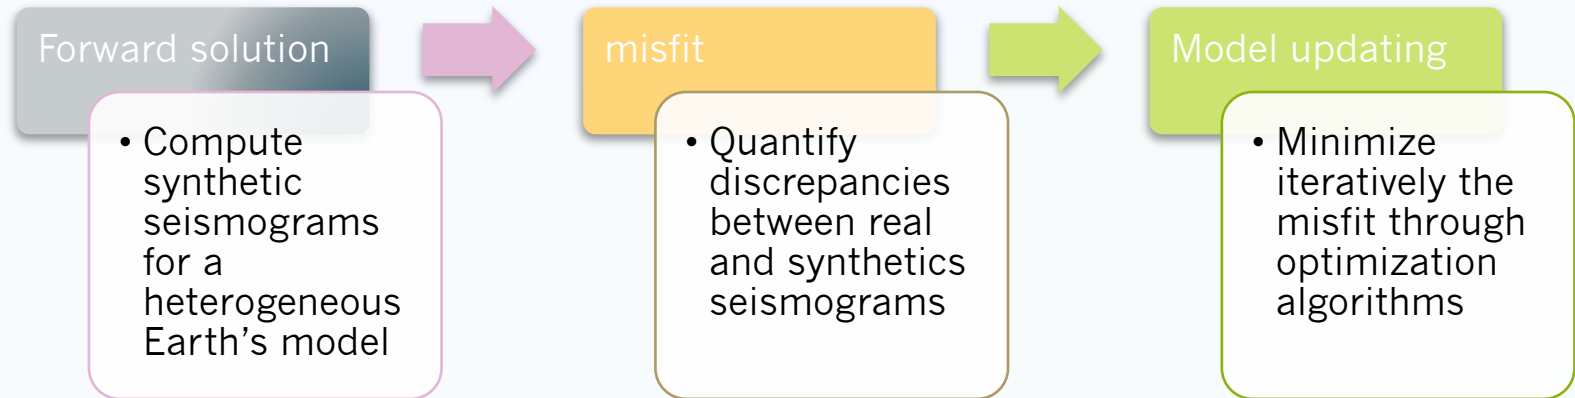 Forward solution
• Compute
synthetic
seismograms
for a
heterogeneous
Earth’s model
misfit
• Quantify
discrepancies
between real
and synthetics
seismograms
Model updating
• Minimize
iteratively the
misfit through
optimization
algorithms